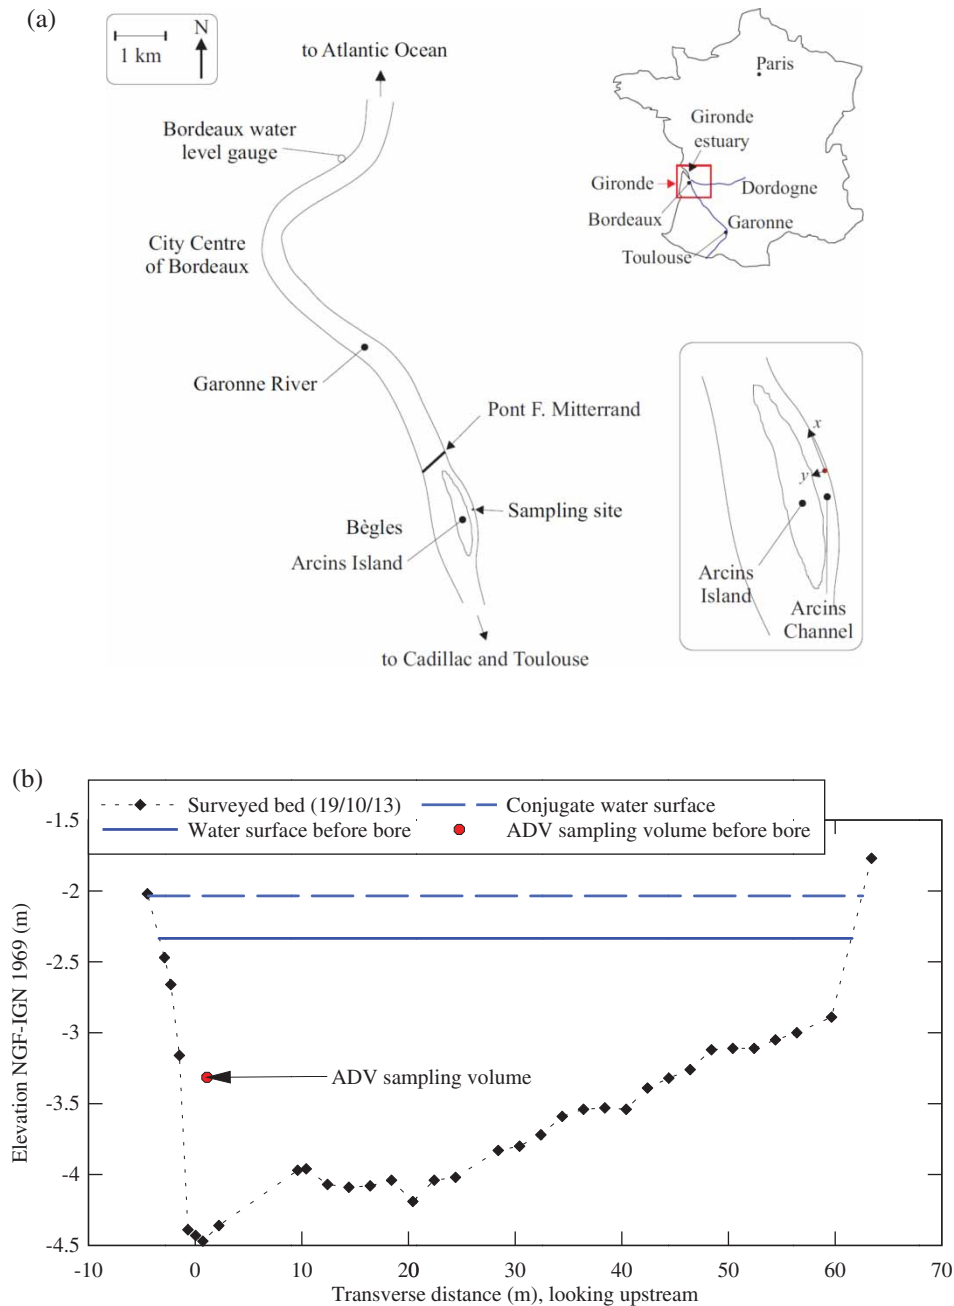 (a)
N
1 km
to Atlantic Ocean
Bordeaux water
level gauge
City Centre
of Bordeaux
Garonne River
Pont F. Mitterrand
Sampling site
Bègles
Arcins Island
to Cadillac and Toulouse
Paris
Gironde
estuary
Gironde
Dordogne
Bordeaux
Garonne
Toulouse
x
y
Arcins
Island
Arcins
Channel
(b)
Surveyed bed (19/10/13)
Conjugate water surface
Water surface before bore
ADV sampling volume before bore
Elevation NGF-IGN 1969 (m)
-1.5
-2
-2.5
-3
-3.5
-4
-4.5
ADV sampling volume
-10 0 10 20 30 40 50 60 70
Transverse distance (m), looking upstream